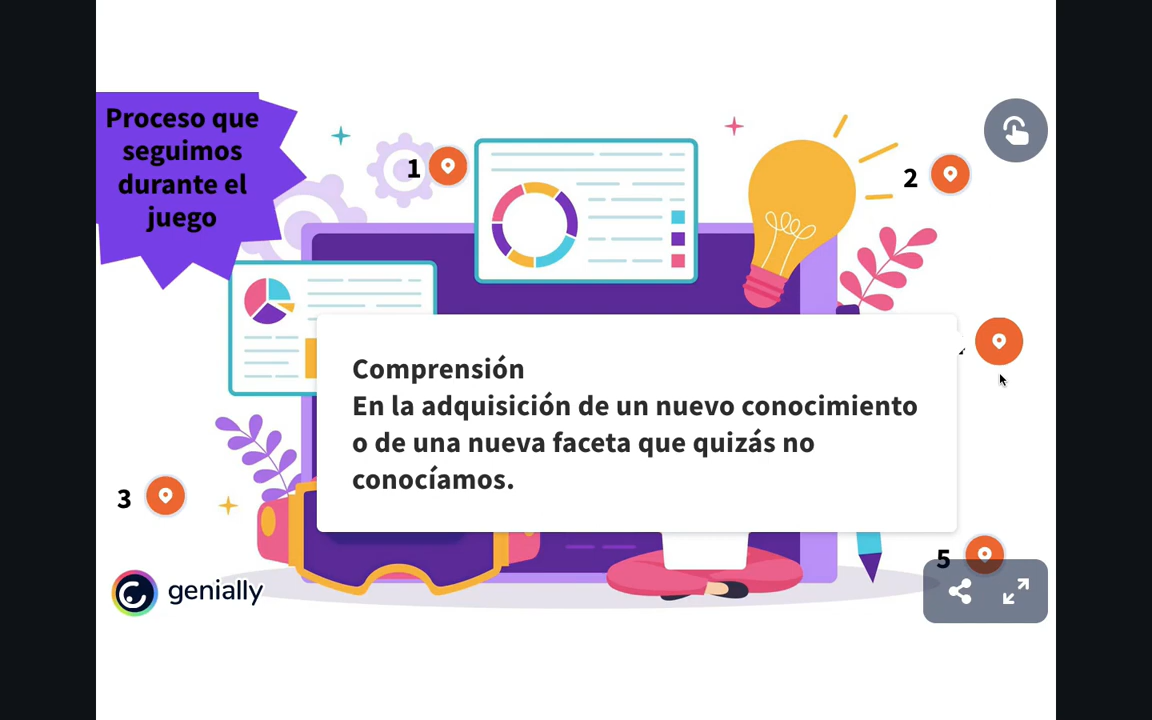 Proceso que
seguimos
durante el
juego
1
2
Comprensión
En la adquisición de un nuevo conocimiento
o de una nueva faceta que quizás no
conocíamos.
3
5
genially